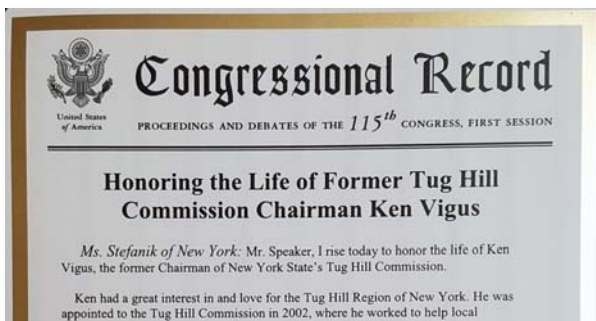 Congressional Record
United States
of America
PROCEEDINGS AND DEBATES OF THE 115th CONGRESS, FIRST SESSION
Honoring the Life of Former Tug Hill
Commission Chairman Ken Vigus
Ms. Stefanik of New York: Mr. Speaker, I rise today to honor the life of Ken
Vigus, the former Chairman of New York State's Tug Hill Commission.
Ken had a great interest in and love for the Tug Hill Region of New York. He was
appointed to the Tug Hill Commission in 2002, where he worked to help local